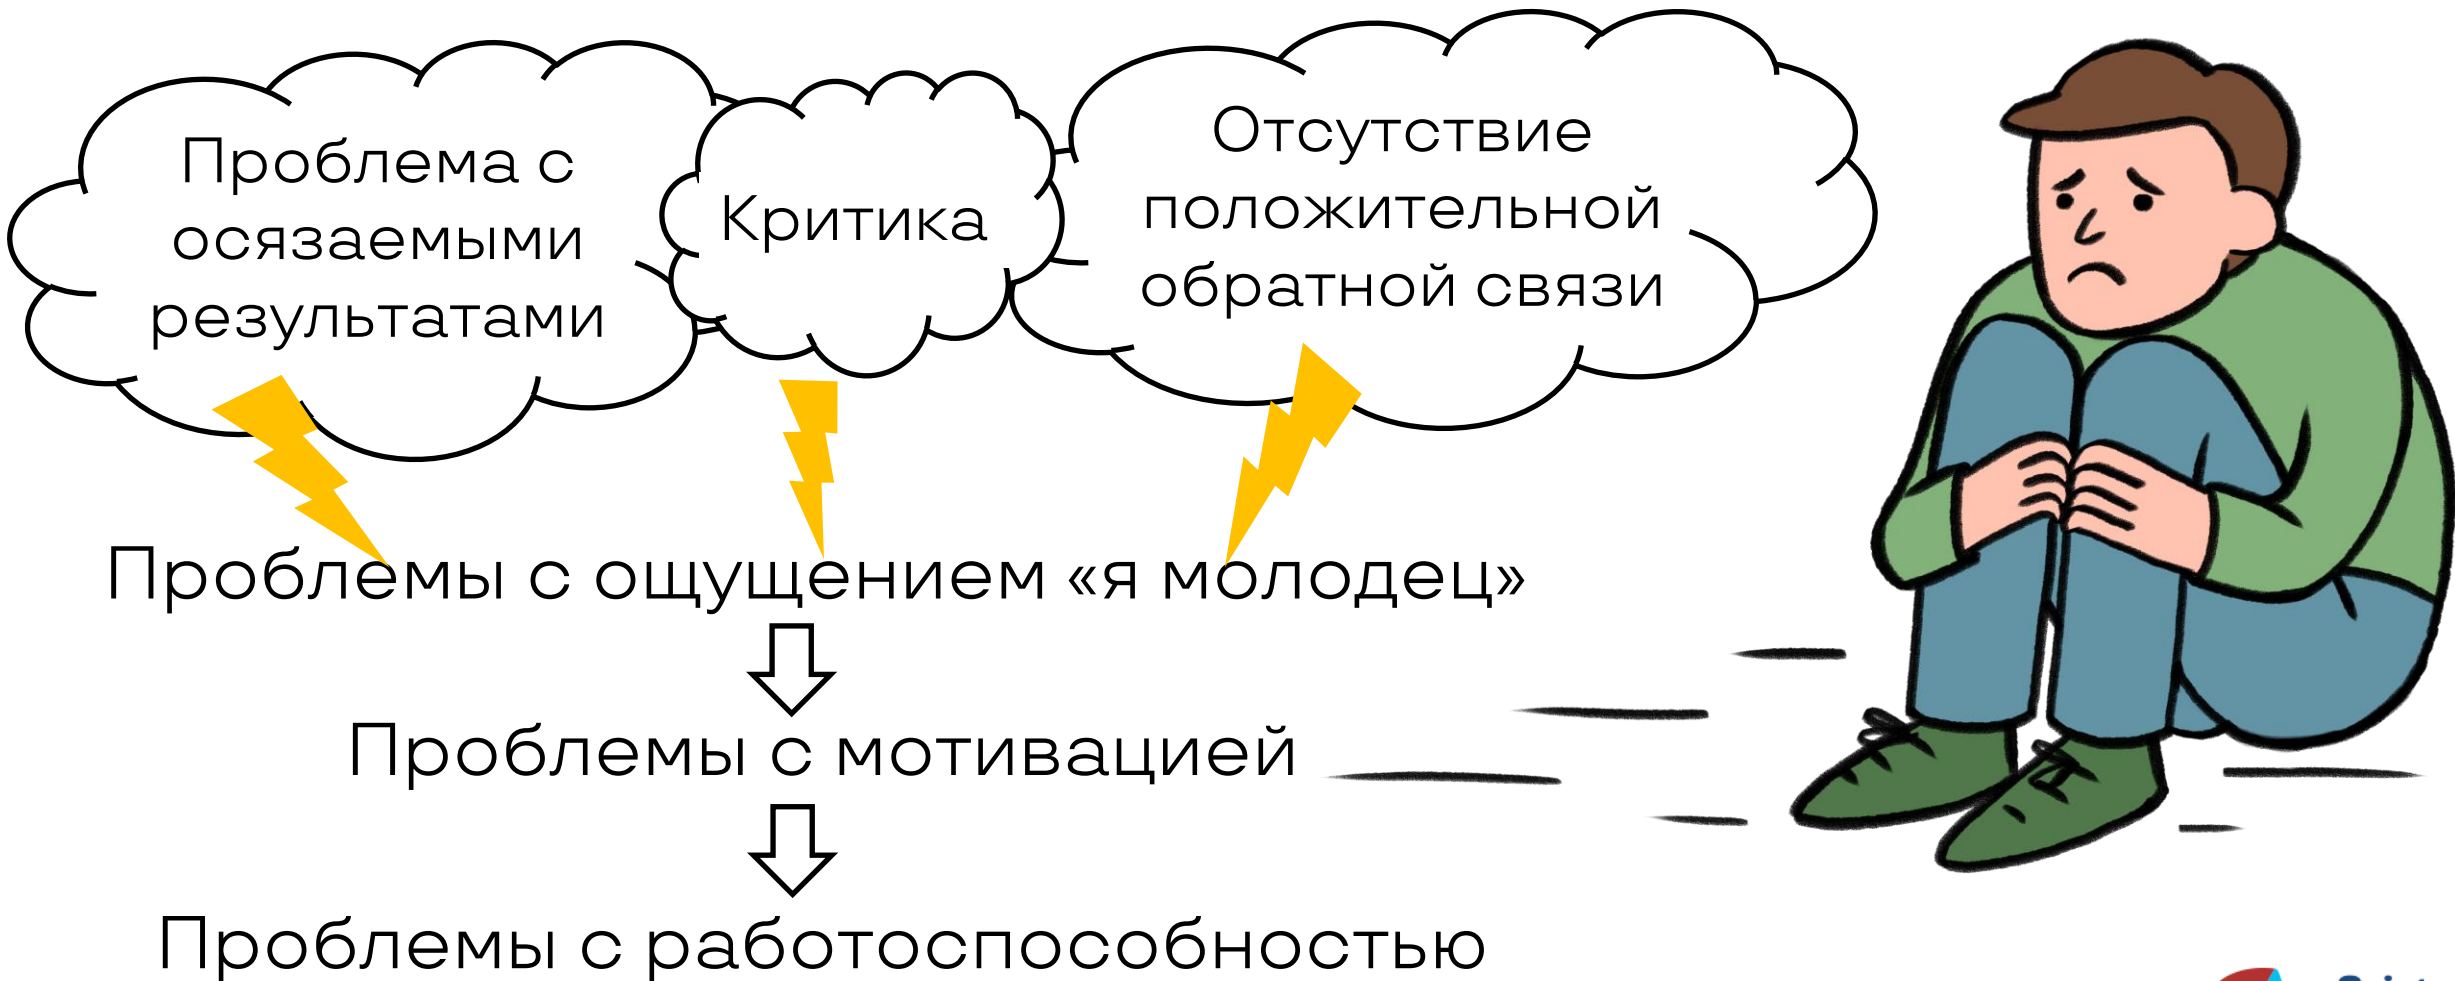 Проблема с
осязаемыми
результатами
Критика
Отсутствие
положительной
обратной связи
Проблемы с ощущением «я молодец»
Проблемы с мотивацией
Проблемы с работоспособностью